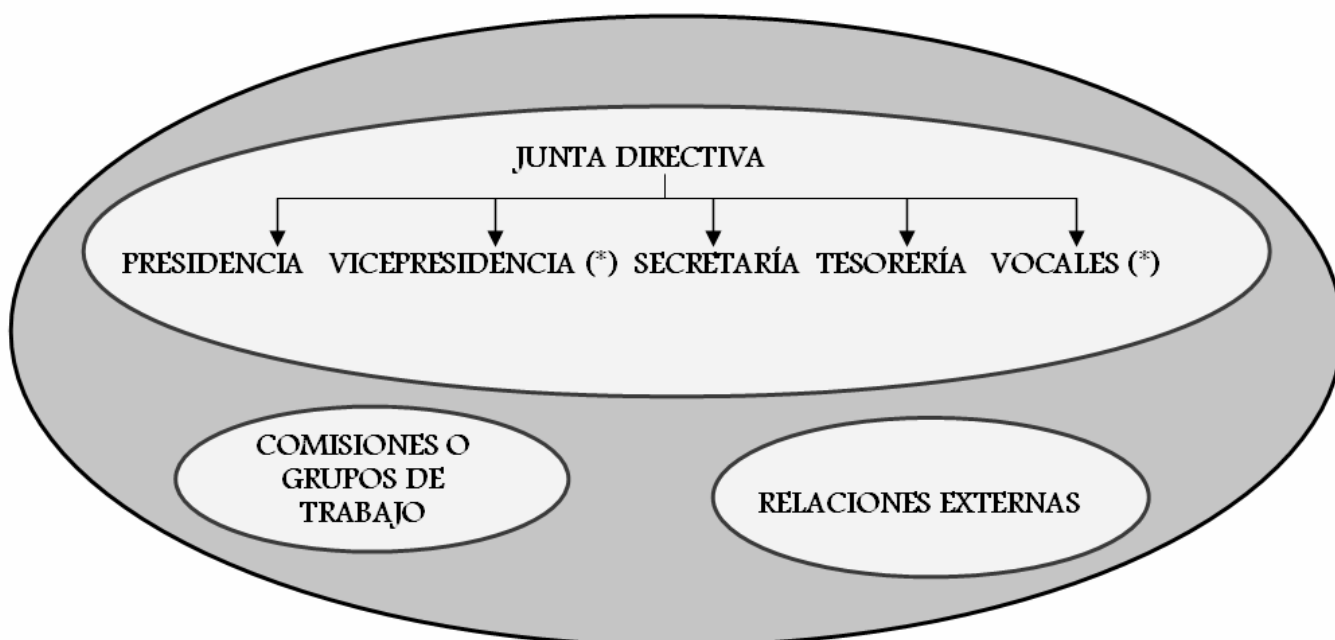 JUNTA DIRECTIVA
PRESIDENCIA VICEPRESIDENCIA (*) SECRETARÍA TESORERÍA VOCALES (*)
COMISIONES O
GRUPOS DE
TRABAJO
RELACIONES EXTERNAS